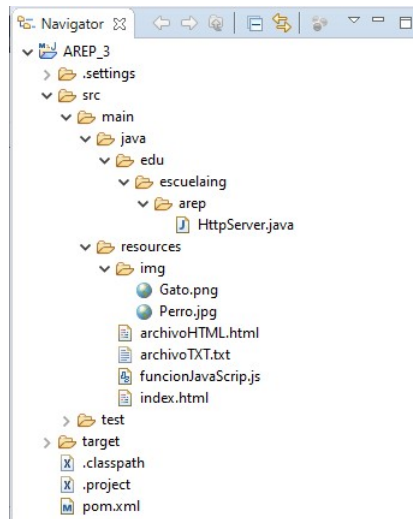 Navigator
AREP_3
.settings
src
main
java
edu
escuelaing
arep
HttpServer.java
resources
img
Gato.png
Perro.jpg
archivoHTML.html
archivoTXT.txt
funcionJavaScrip.js
index.html
test
target
.classpath
.project
pom.xml